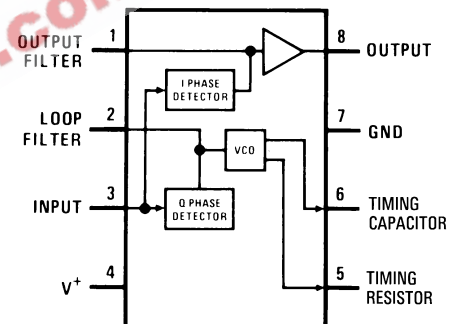 .CO
OUTPUT
FILTER
1
8
OUTPUT
I PHASE
DETECTOR
LOOP
FILTER
2
7
GND
VCO
INPUT
3
Q PHASE
DETECTOR
6
TIMING
CAPACITOR
V+
4
5
TIMING
RESISTOR